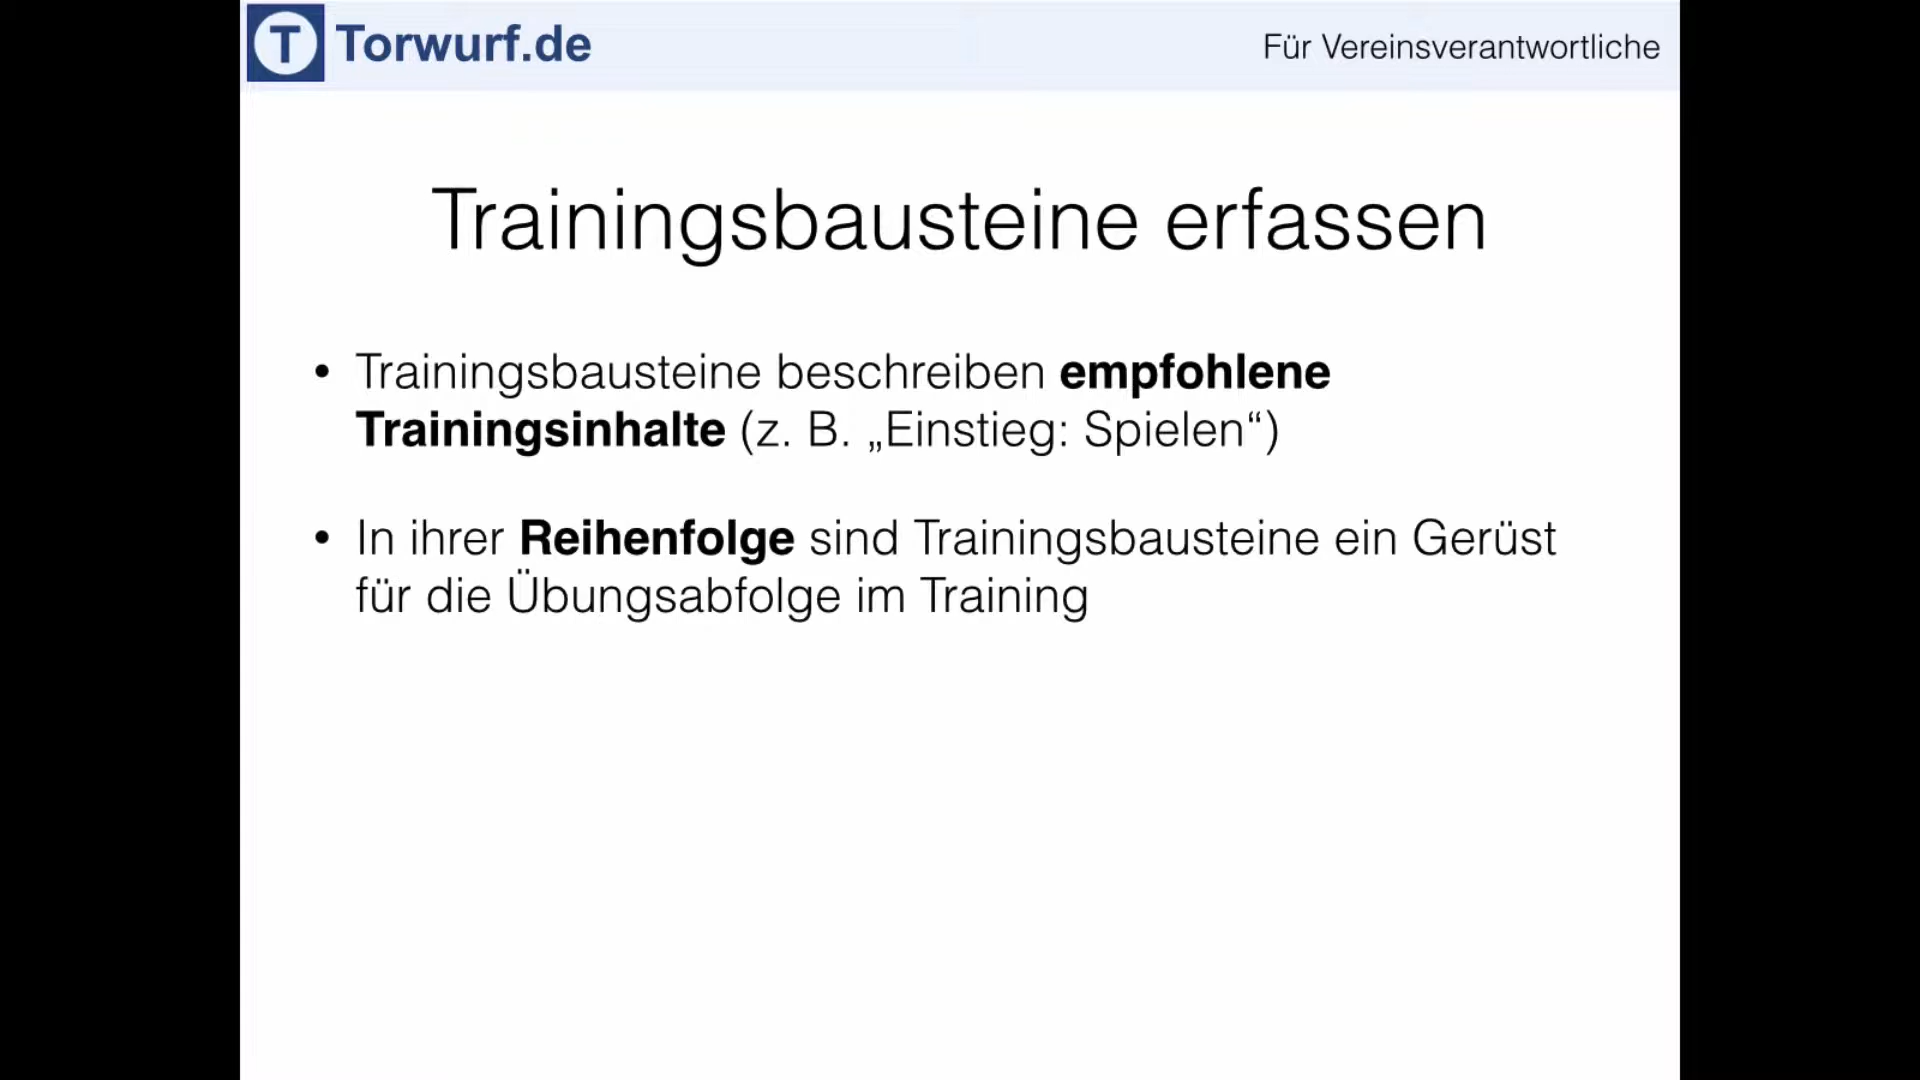 T Torwurf.de
Für Vereinsverantwortliche
Trainingsbausteine erfassen
• Trainingsbausteine beschreiben empfohlene
Trainingsinhalte (z. B. „Einstieg: Spielen“)
• In ihrer Reihenfolge sind Trainingsbausteine ein Gerüst
für die Übungsabfolge im Training